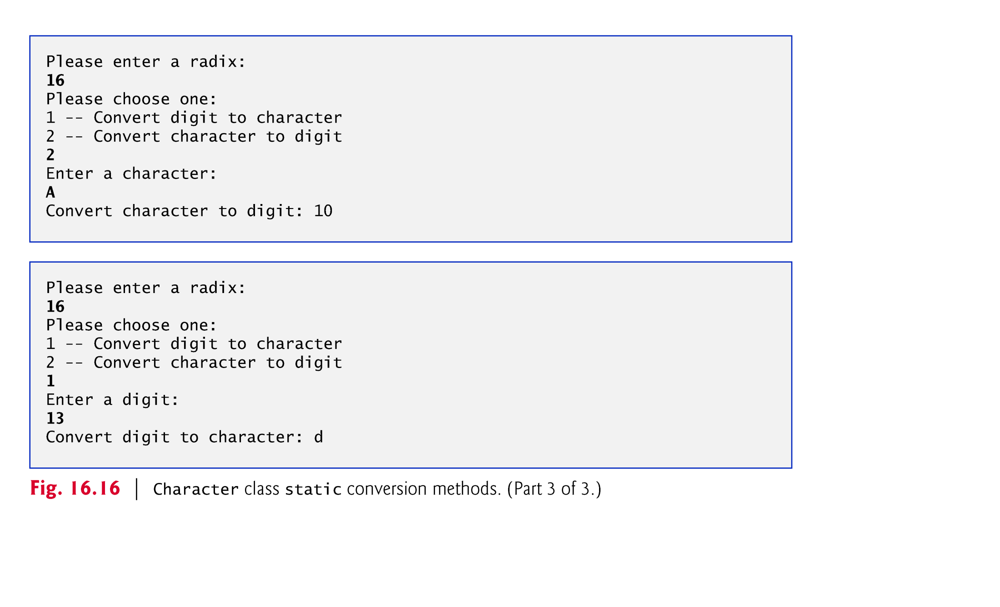 Please enter a radix:
16
Please choose one:
1 -- Convert digit to character
2 -- Convert character to digit
2
Enter a character:
A
Convert character to digit: 10
Please enter a radix:
16
Please choose one:
1 -- Convert digit to character
2 -- Convert character to digit
1
Enter a digit:
13
Convert digit to character: d
Fig. 16.16 | Character class static conversion methods. (Part 3 of 3.)